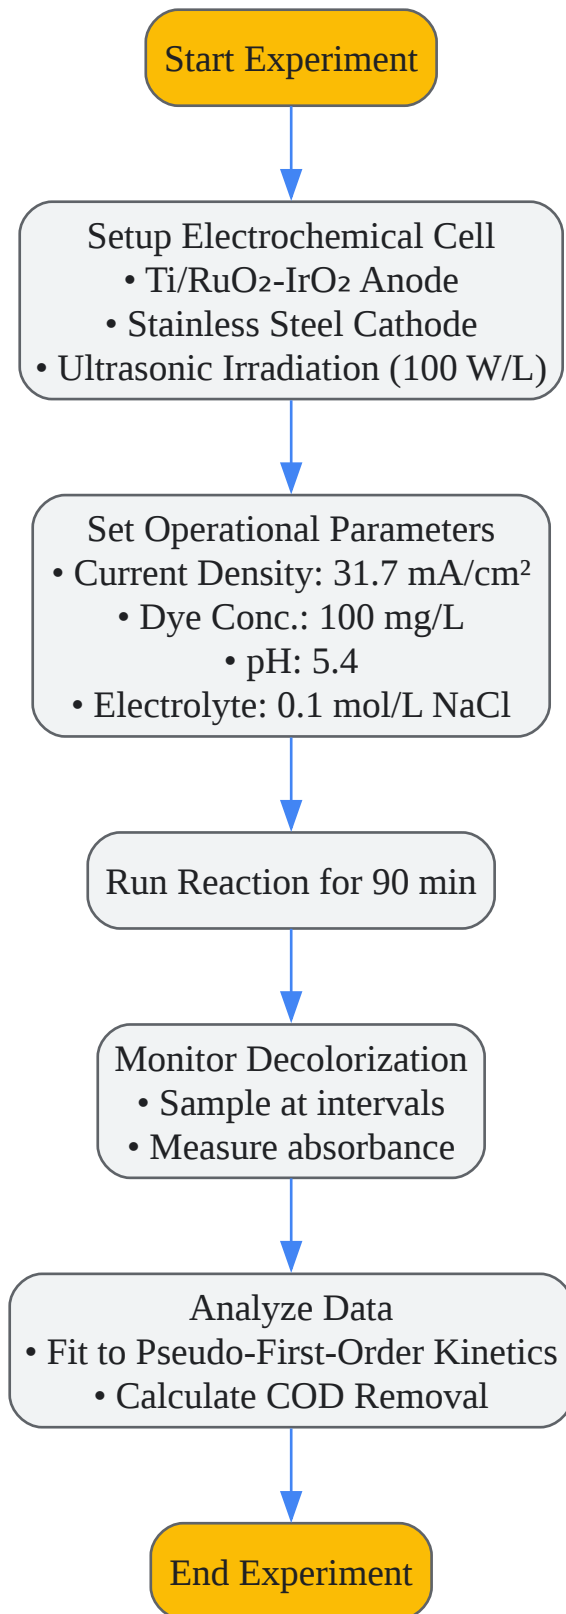 Start Experiment
Setup Electrochemical Cell
• Ti/RuO₂-IrO₂ Anode
• Stainless Steel Cathode
• Ultrasonic Irradiation (100 W/L)
Set Operational Parameters
• Current Density: 31.7 mA/cm²
• Dye Conc.: 100 mg/L
• pH: 5.4
• Electrolyte: 0.1 mol/L NaCl
Run Reaction for 90 min
Monitor Decolorization
• Sample at intervals
• Measure absorbance
Analyze Data
• Fit to Pseudo-First-Order Kinetics
• Calculate COD Removal
End Experiment